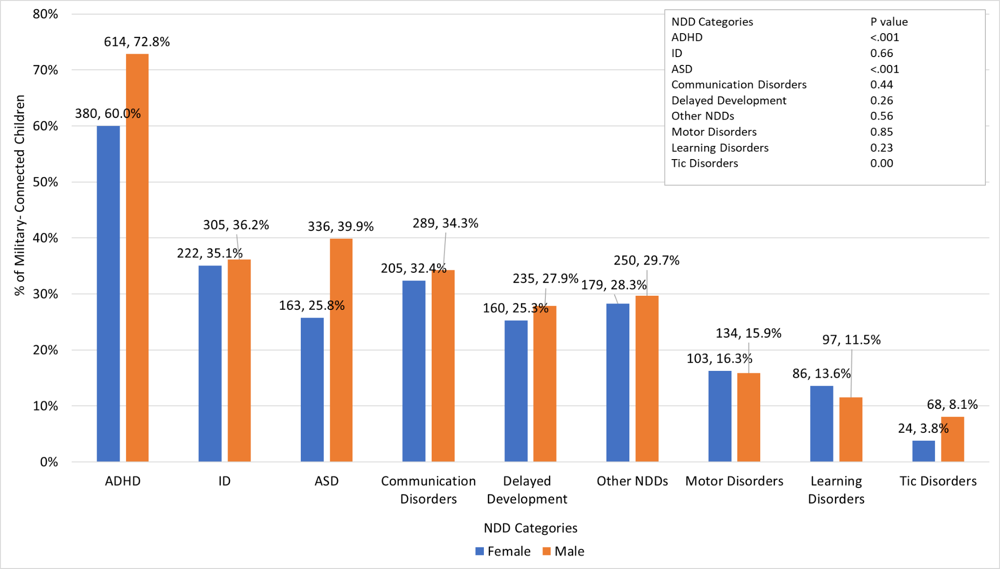 80%
70%
60%
50%
40%
30%
20%
10%
0%
% of Military-Connected Children
614, 72.8%
380, 60.0%
305, 36.2%
222, 35.1%
336, 39.9%
163, 25.8%
289, 34.3%
205, 32.4%
235, 27.9%
160, 25.3%
250, 29.7%
179, 28.3%
134, 15.9%
103, 16.3%
97, 11.5%
86, 13.6%
68, 8.1%
24, 3.8%
NDD Categories P value
ADHD <.001
ID 0.66
ASD <.001
Communication Disorders 0.44
Delayed Development 0.26
Other NDDs 0.56
Motor Disorders 0.85
Learning Disorders 0.23
Tic Disorders 0.00
ADHD
ID
ASD
Communication
Disorders
Delayed
Development
Other NDDs
Motor Disorders
Learning
Disorders
Tic Disorders
NDD Categories
Female Male